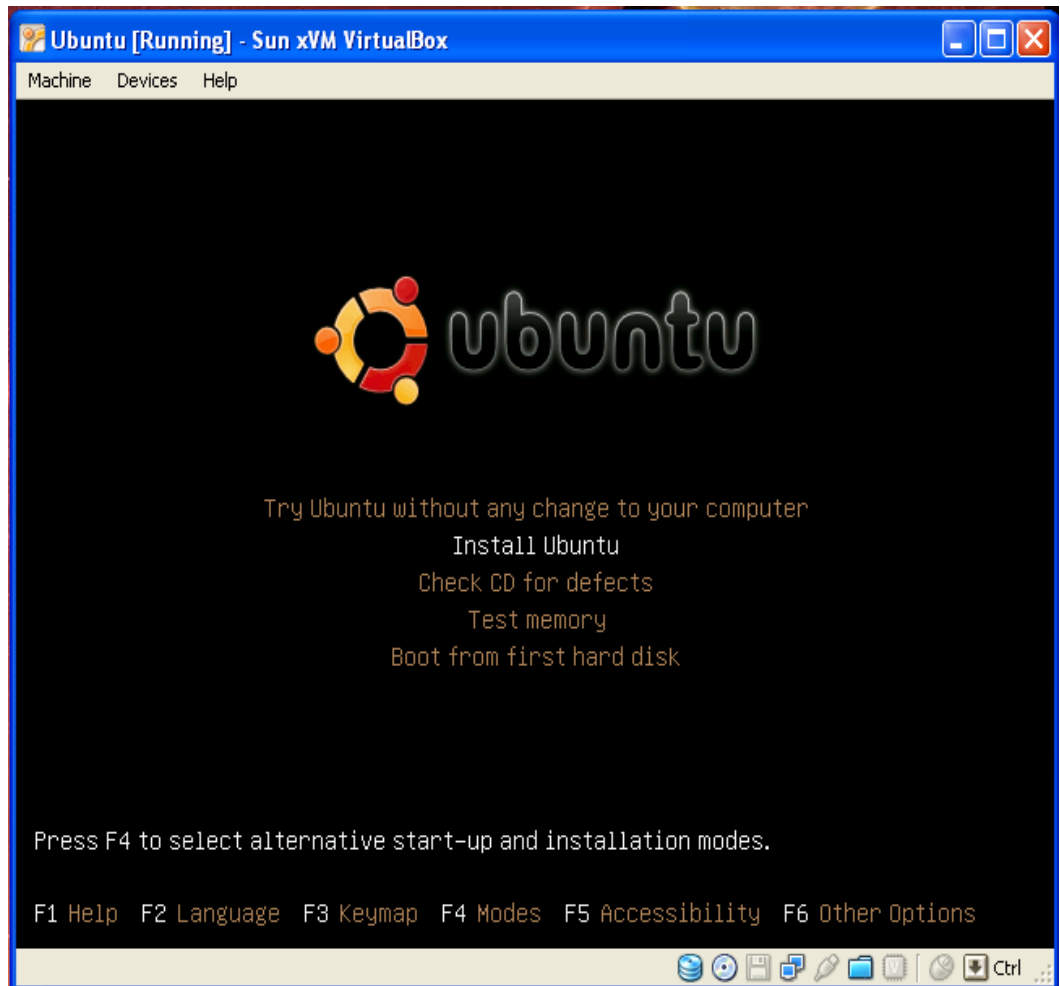 Ubuntu [Running] - Sun xVM VirtualBox
Machine Devices Help
ubuntu
Try Ubuntu without any change to your computer
Install Ubuntu
Check CD for defects
Test memory
Boot from first hard disk
Press F4 to select alternative start-up and installation modes.
F1 Help F2 Language F3 Keymap F4 Modes F5 Accessibility F6 Other Options
Ctrl